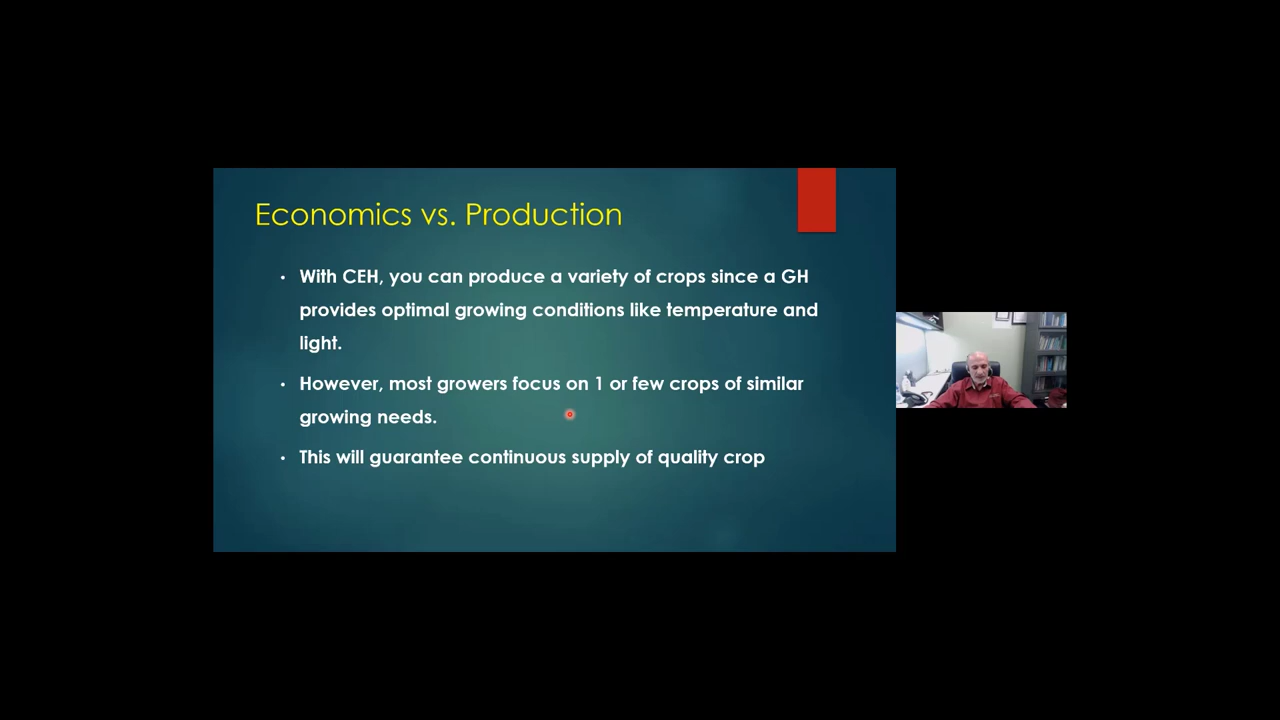 Economics vs. Production
• With CEH, you can produce a variety of crops since a GH
provides optimal growing conditions like temperature and
light.
• However, most growers focus on 1 or few crops of similar
growing needs.
• This will guarantee continuous supply of quality crop